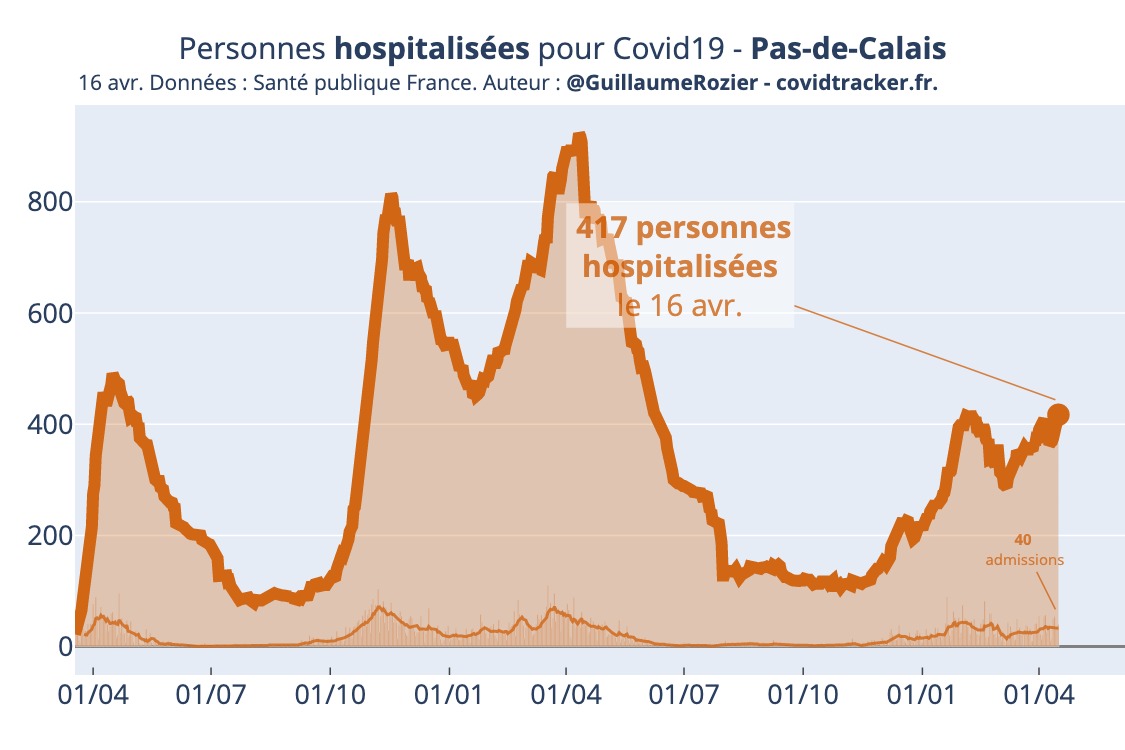 Personnes hospitalisées pour Covid19 - Pas-de-Calais
16 avr. Données : Santé publique France. Auteur : @GuillaumeRozier - covidtracker.fr.
800
417 personnes
hospitalisées
le 16 avr.
600
400
200
40
admissions
0
01/04 01/07 01/10 01/01 01/04 01/07 01/10 01/01 01/04